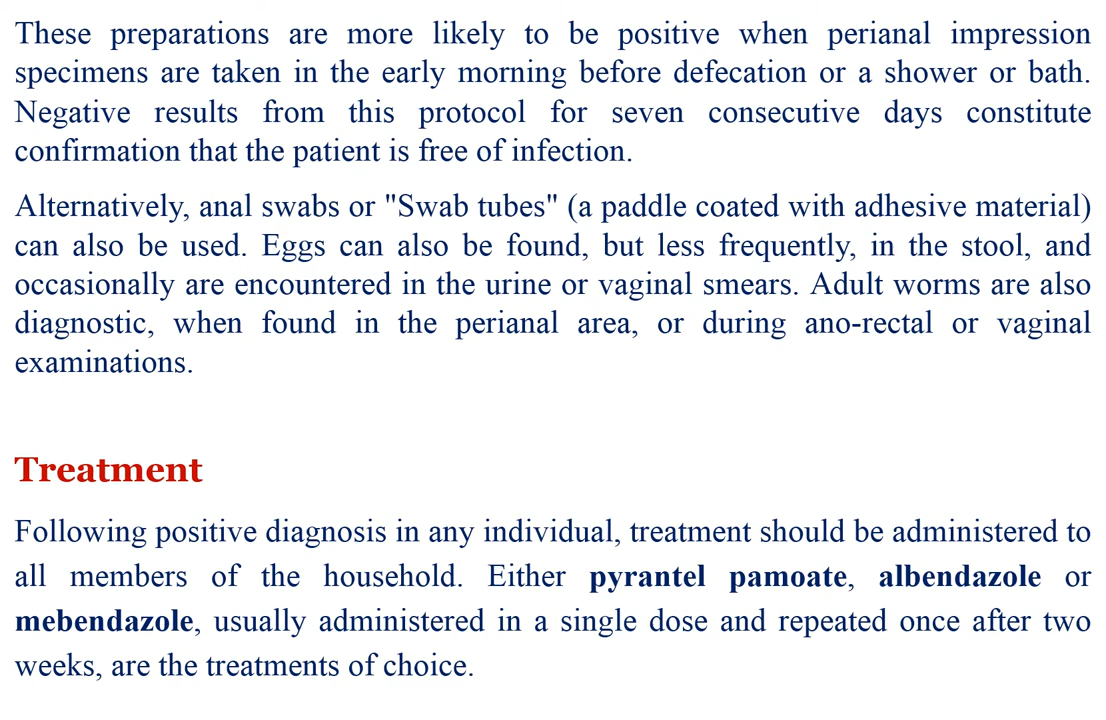 These preparations are more likely to be positive when perianal impression
specimens are taken in the early morning before defecation or a shower or bath.
Negative results from this protocol for seven consecutive days constitute
confirmation that the patient is free of infection.
Alternatively, anal swabs or "Swab tubes" (a paddle coated with adhesive material)
can also be used. Eggs can also be found, but less frequently, in the stool, and
occasionally are encountered in the urine or vaginal smears. Adult worms are also
diagnostic, when found in the perianal area, or during ano-rectal or vaginal
examinations.
Treatment
Following positive diagnosis in any individual, treatment should be administered to
all members of the household. Either pyrantel pamoate, albendazole or
mebendazole, usually administered in a single dose and repeated once after two
weeks, are the treatments of choice.